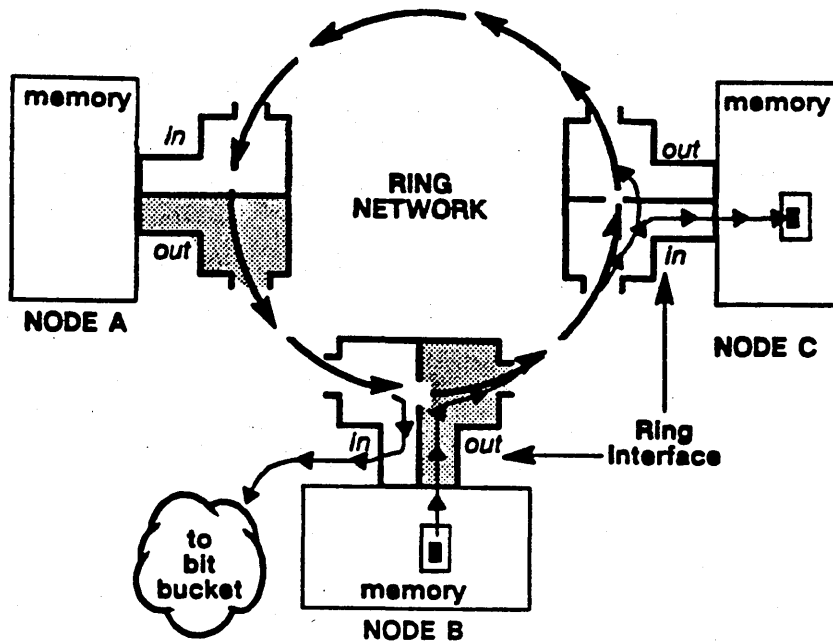 memory
in
out
NODE A
RING
NETWORK
memory
out
in
NODE C
Ring
Interface
in
out
to
bit
bucket
memory
NODE B